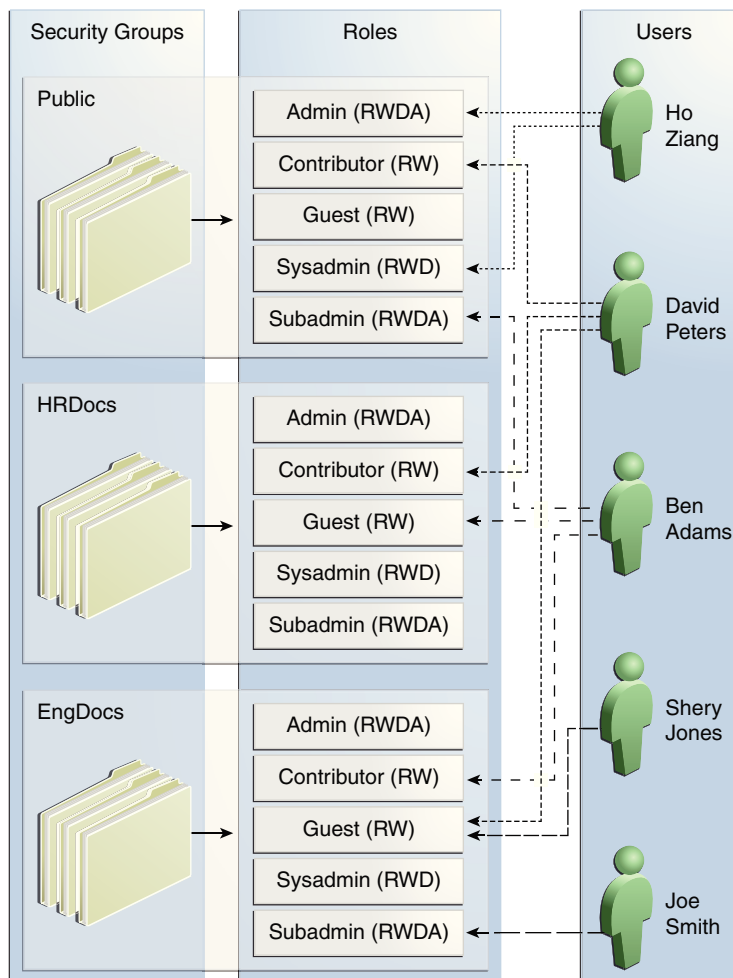 Security Groups
Roles
Users
Public
Admin (RWDA)
Contributor (RW)
Guest (RW)
Sysadmin (RWD)
Subadmin (RWDA)
HRDocs
Admin (RWDA)
Contributor (RW)
Guest (RW)
Sysadmin (RWD)
Subadmin (RWDA)
EngDocs
Admin (RWDA)
Contributor (RW)
Guest (RW)
Sysadmin (RWD)
Subadmin (RWDA)
Ho
Ziang
David
Peters
Ben
Adams
Shery
Jones
Joe
Smith